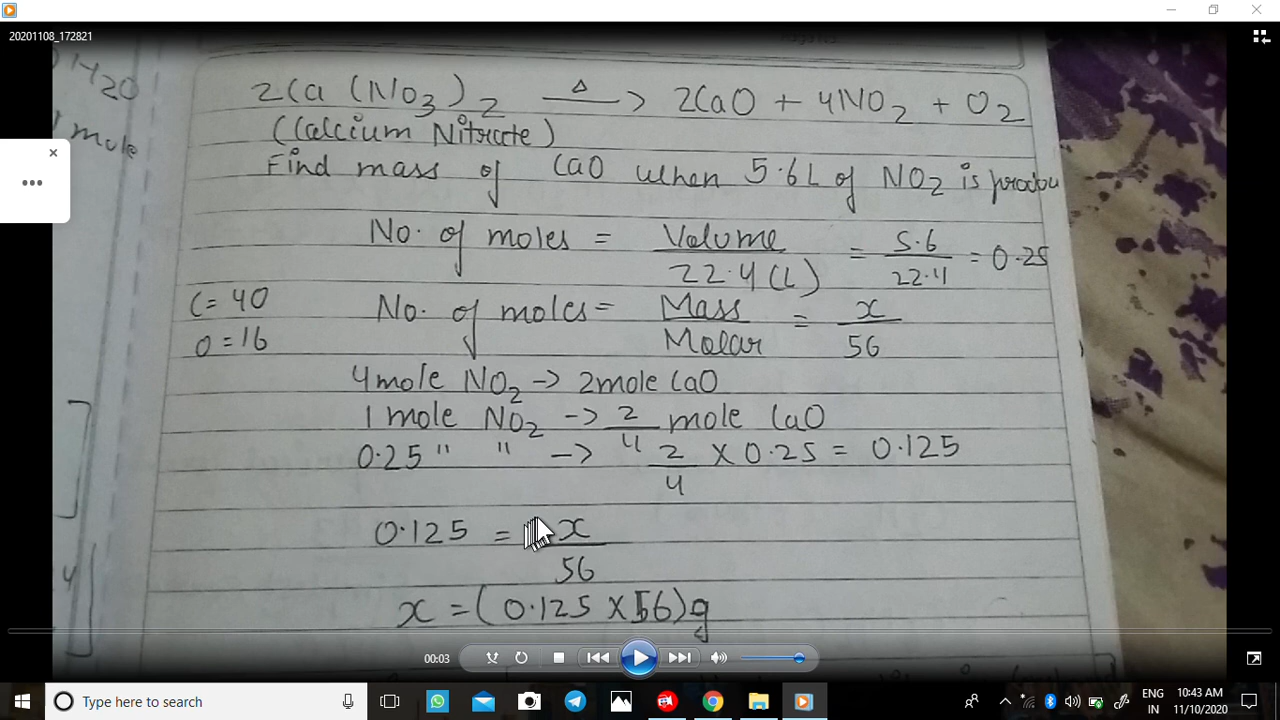 20201108_172821
H2O
mole
2Ca (NO3)2 Δ—> 2CaO + 4NO2 + O2
(Calcium Nitrate)
Find mass of CaO when 5.6L of NO2 is produ
No. of moles = Volume / 22.4 (L) = 5.6 / 22.4 = 0.25
C = 40
O = 16
No. of moles = Mass / Molar = x / 56
4 mole NO2 -> 2 mole CaO
1 mole NO2 -> 2/4 mole CaO
0.25 " " -> 2/4 X 0.25 = 0.125
0.125 = x / 56
x = (0.125 X 56) g
00:03
Type here to search
ENG
IN
10:43 AM
11/10/2020